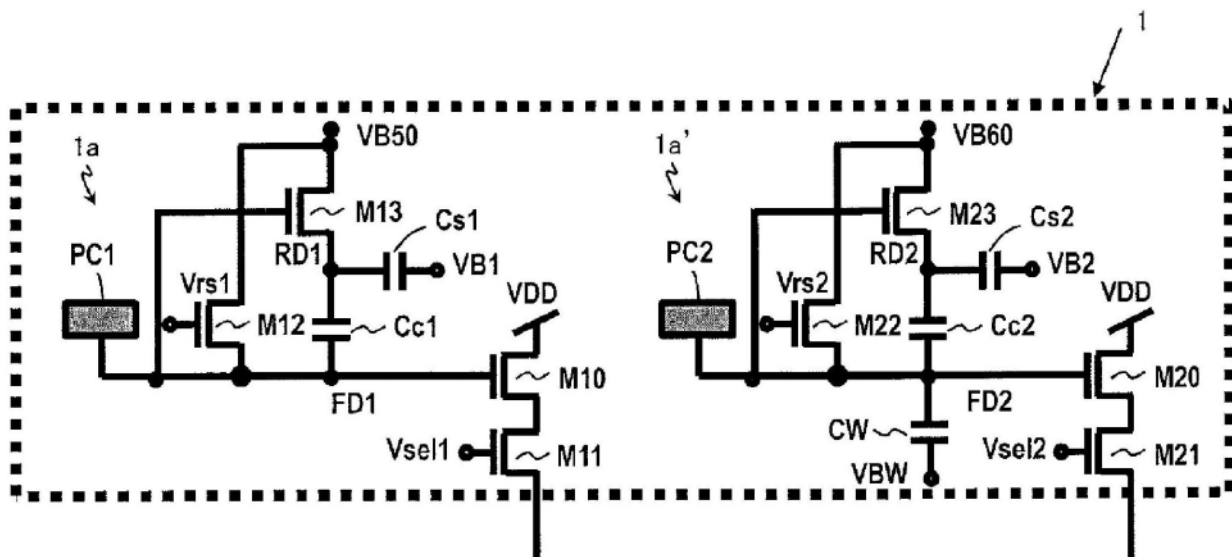 1
1a
VB50
M13
Cs1
PC1
RD1
VB1
Vrs1
M12
Cc1
VDD
M10
FD1
Vsel1
M11
1a’
VB60
M23
Cs2
PC2
RD2
VB2
Vrs2
M22
Cc2
VDD
M20
FD2
CW
Vsel2
M21
VBW